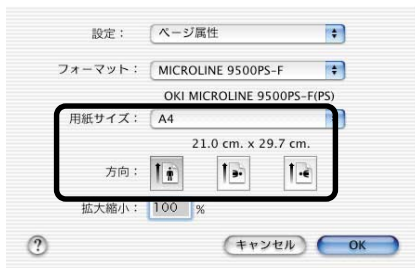 設定： ページ属性
フォーマット： MICROLINE 9500PS-F
OKI MICROLINE 9500PS-F(PS)
用紙サイズ： A4
21.0 cm. x 29.7 cm.
方向：
拡大縮小： 100 %
? キャンセル OK